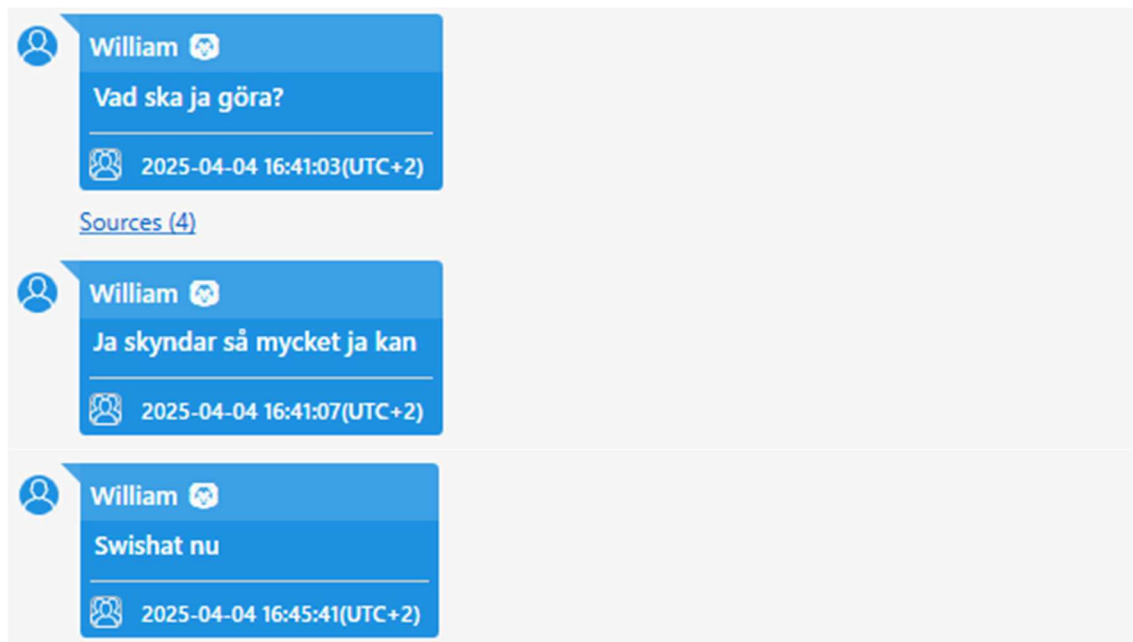 William
Vad ska ja göra?
2025-04-04 16:41:03(UTC+2)
Sources (4)
William
Ja skyndar så mycket ja kan
2025-04-04 16:41:07(UTC+2)
William
Swishat nu
2025-04-04 16:45:41(UTC+2)